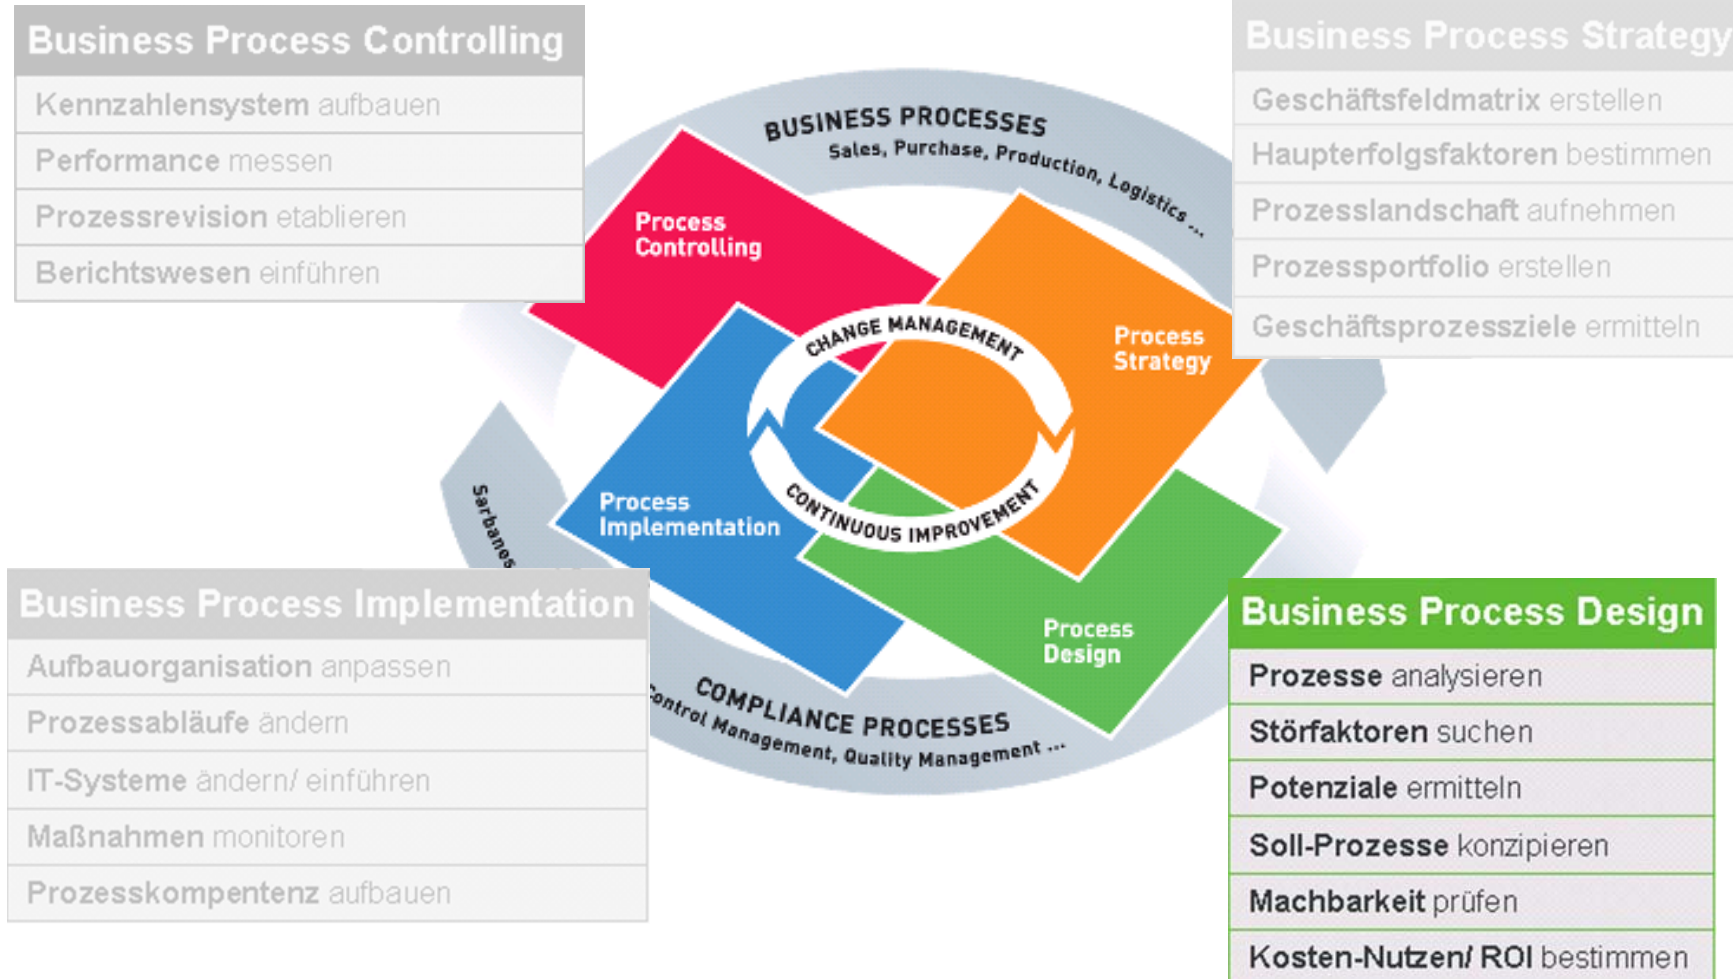 Business Process Controlling
Kennzahlensystem aufbauen
Performance messen
Prozessrevision etablieren
Berichtswesen einführen
Business Process Strategy
Geschäftsfeldmatrix erstellen
Haupterfolgsfaktoren bestimmen
Prozesslandschaft aufnehmen
Prozessportfolio erstellen
Geschäftsprozessziele ermitteln
BUSINESS PROCESSES
Sales, Purchase, Production, Logistics ...
Process
Controlling
Process
Strategy
CHANGE MANAGEMENT
CONTINUOUS IMPROVEMENT
Process
Implementation
Process
Design
Sarbanes
COMPLIANCE PROCESSES
Control Management, Quality Management ...
Business Process Implementation
Aufbauorganisation anpassen
Prozessabläufe ändern
IT-Systeme ändern/ einführen
Maßnahmen monitoren
Prozesskompetenz aufbauen
Business Process Design
Prozesse analysieren
Störfaktoren suchen
Potenziale ermitteln
Soll-Prozesse konzipieren
Machbarkeit prüfen
Kosten-Nutzen/ ROI bestimmen